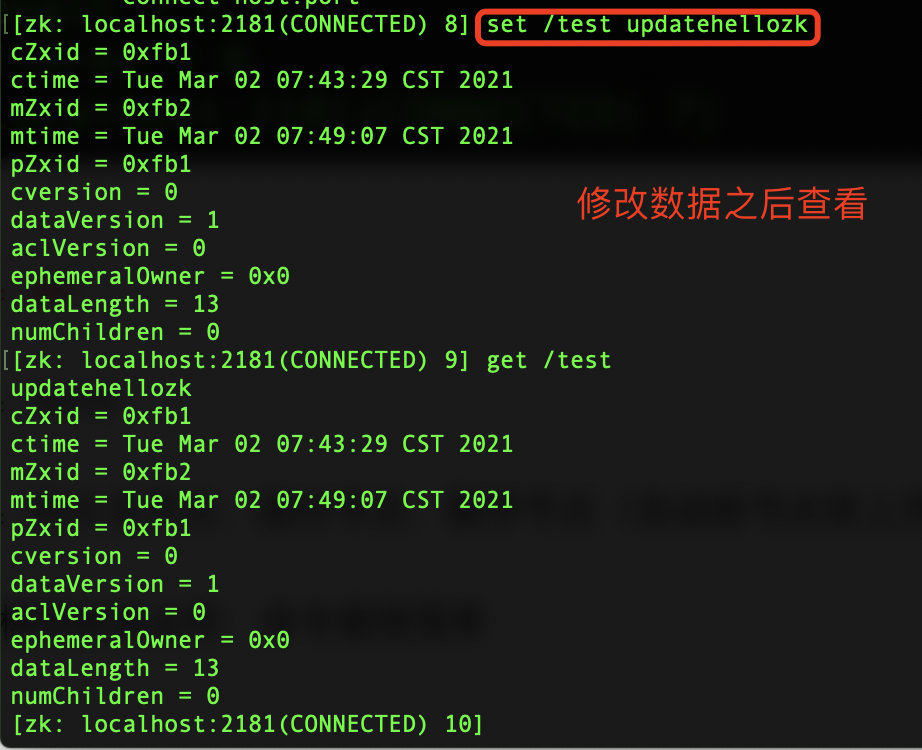 connect host:port
[[zk: localhost:2181(CONNECTED) 8] set /test updatehellozk
cZxid = 0xfb1
ctime = Tue Mar 02 07:43:29 CST 2021
mZxid = 0xfb2
mtime = Tue Mar 02 07:49:07 CST 2021
pZxid = 0xfb1
cversion = 0
修改数据之后查看
dataVersion = 1
aclVersion = 0
ephemeralOwner = 0x0
dataLength = 13
numChildren = 0
[[zk: localhost:2181(CONNECTED) 9] get /test
updatehellozk
cZxid = 0xfb1
ctime = Tue Mar 02 07:43:29 CST 2021
mZxid = 0xfb2
mtime = Tue Mar 02 07:49:07 CST 2021
pZxid = 0xfb1
cversion = 0
dataVersion = 1
aclVersion = 0
ephemeralOwner = 0x0
dataLength = 13
numChildren = 0
[zk: localhost:2181(CONNECTED) 10]